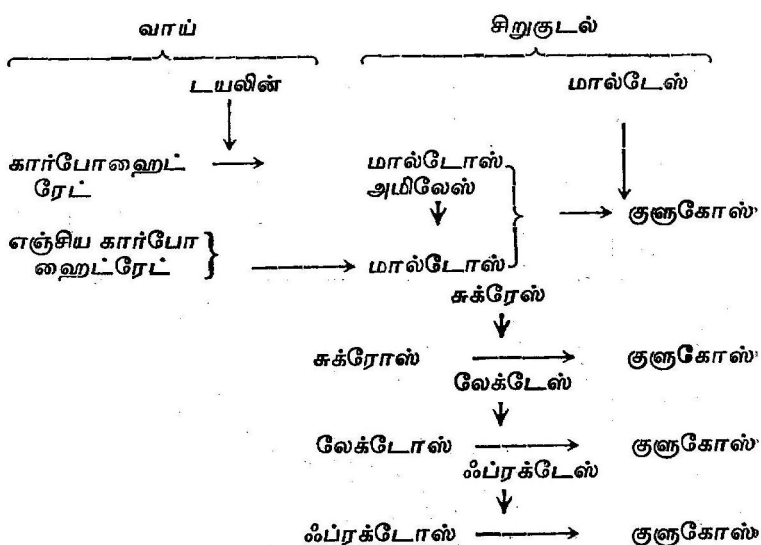 வாய் சிறுகுடல்
டயலின் மால்டேஸ்
கார்போஹைட் மால்டோஸ்
ரேட் அமிலேஸ் குளுகோஸ்
எஞ்சிய கார்போ
ஹைட்ரேட் மால்டோஸ்
சுக்ரேஸ்
சுக்ரோஸ் குளுகோஸ்
லேக்டேஸ்
லேக்டோஸ் குளுகோஸ்
ஃப்ரக்டேஸ்
ஃப்ரக்டோஸ் குளுகோஸ்